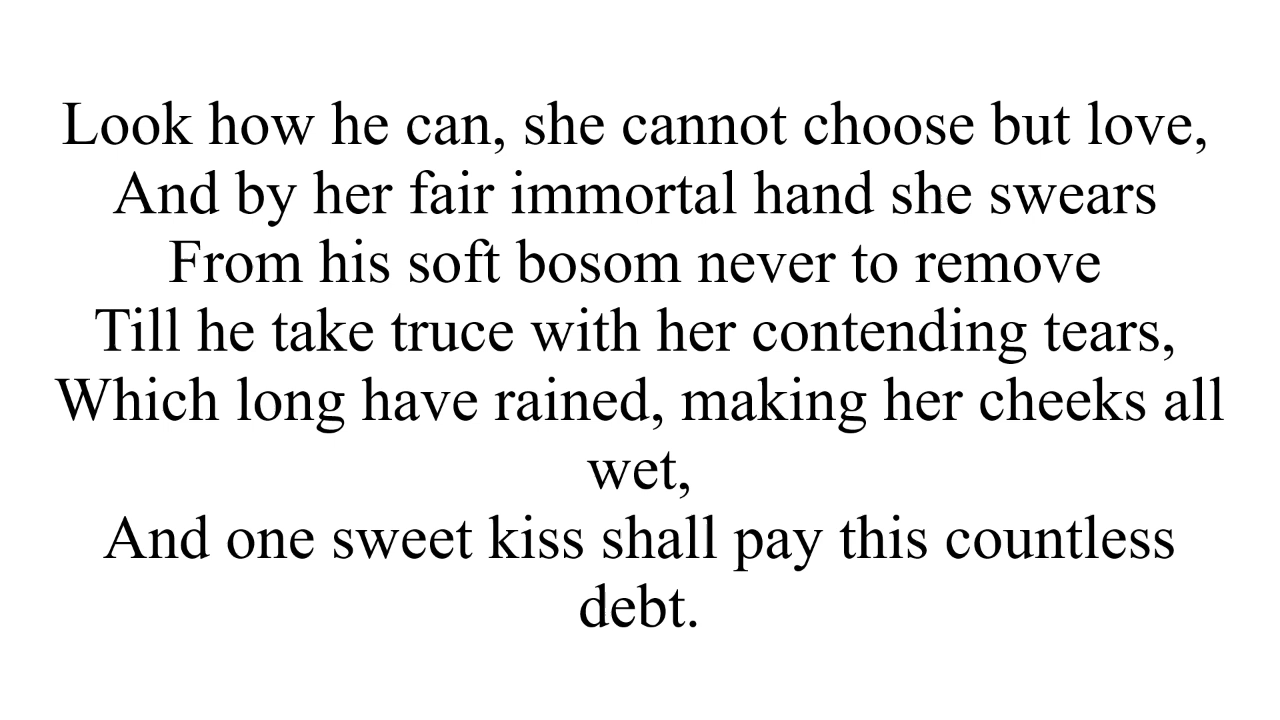 Look how he can, she cannot choose but love,
And by her fair immortal hand she swears
From his soft bosom never to remove
Till he take truce with her contending tears,
Which long have rained, making her cheeks all
wet,
And one sweet kiss shall pay this countless
debt.